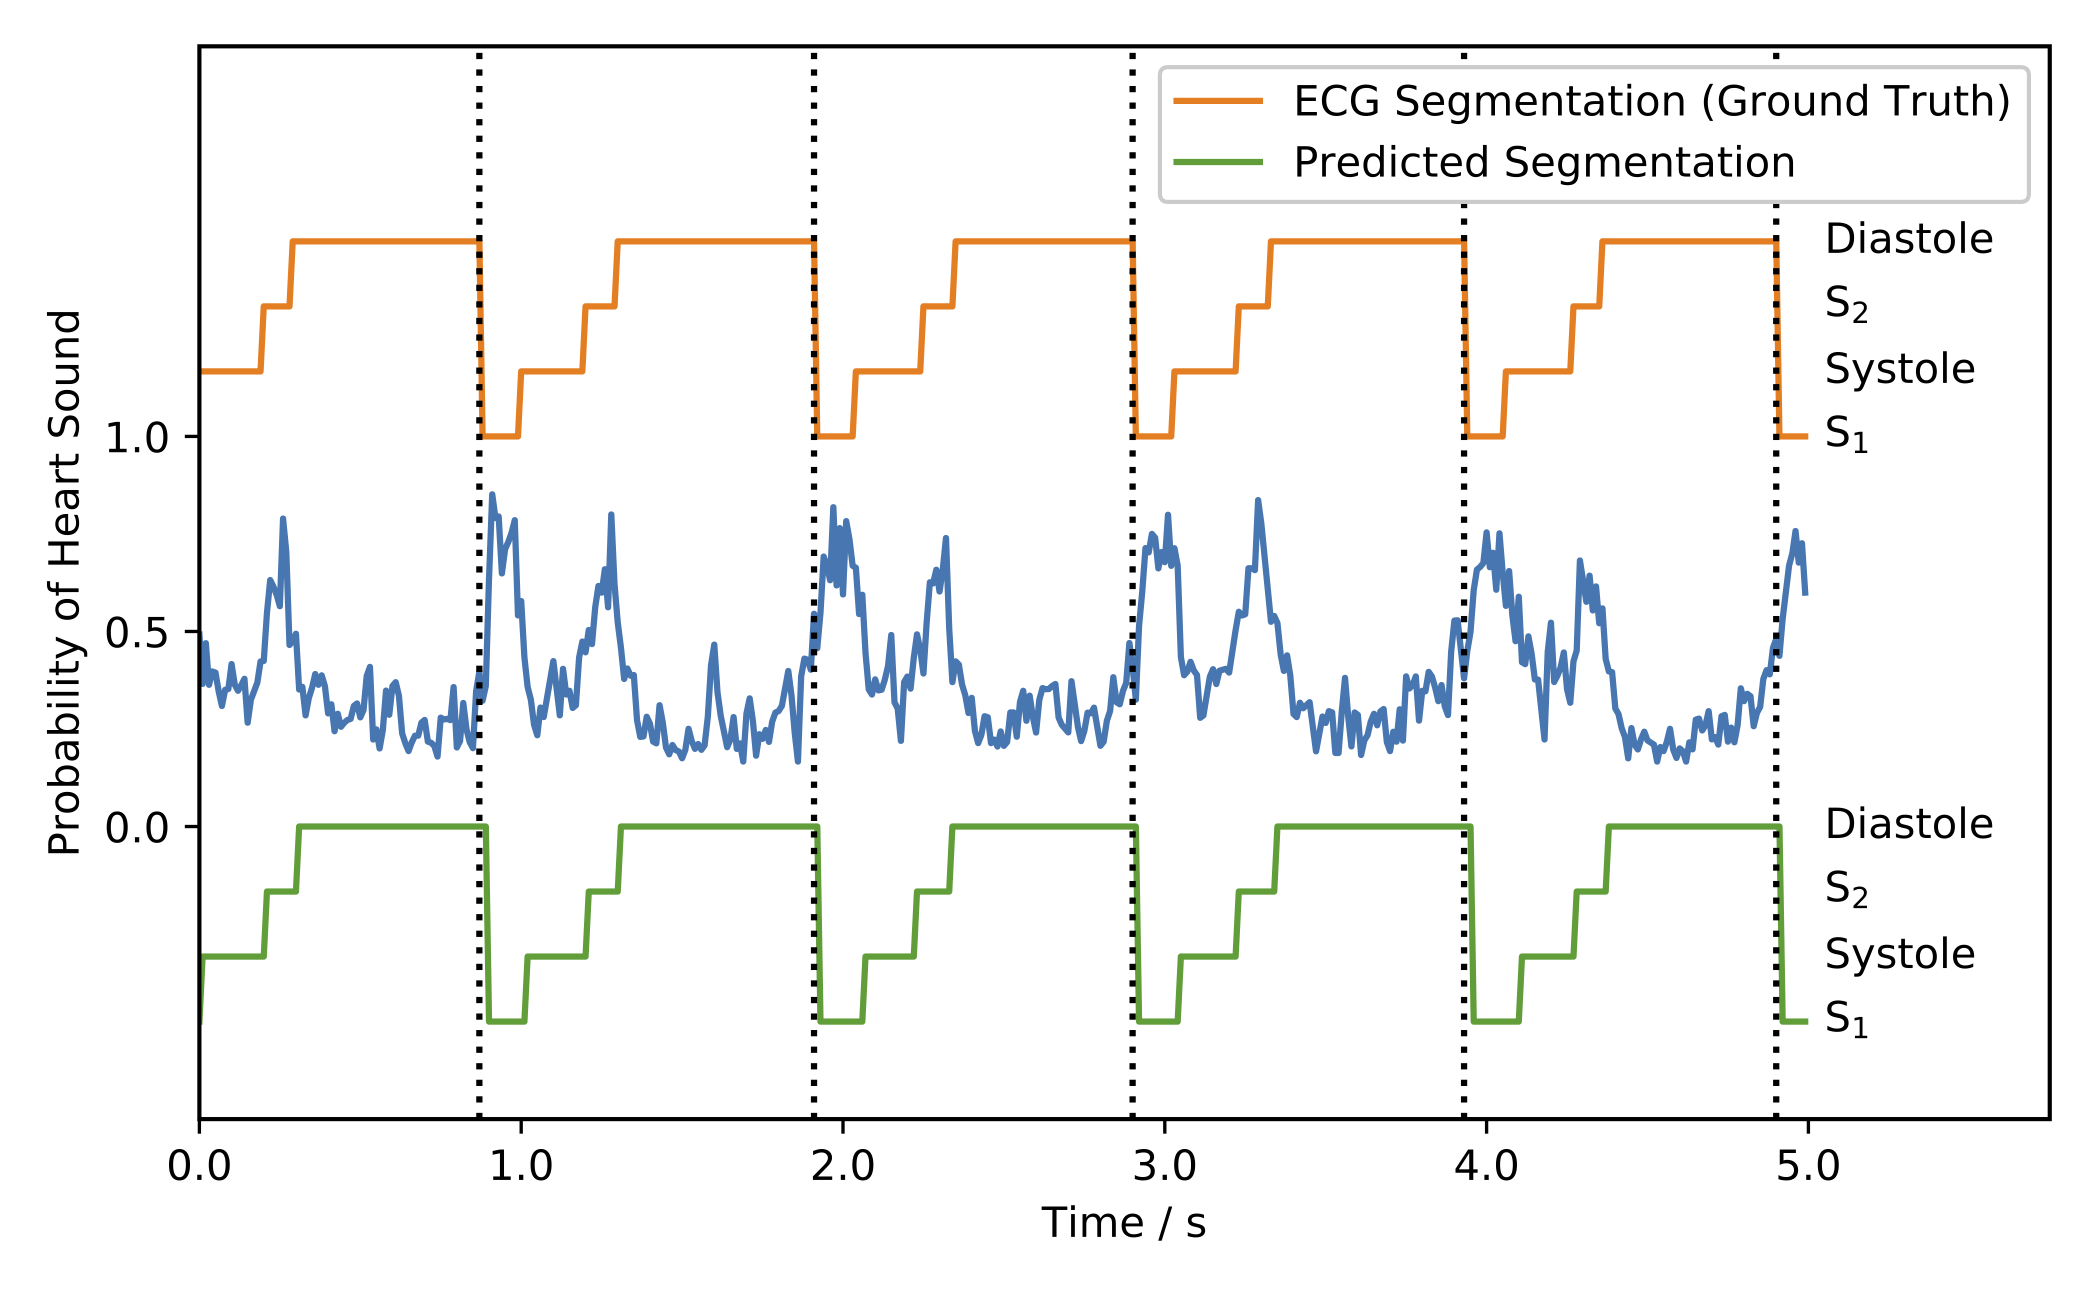 ECG Segmentation (Ground Truth)
Predicted Segmentation
Diastole
S₂
Systole
S₁
Probability of Heart Sound
1.0
0.5
0.0
Diastole
S₂
Systole
S₁
0.0 1.0 2.0 3.0 4.0 5.0
Time / s